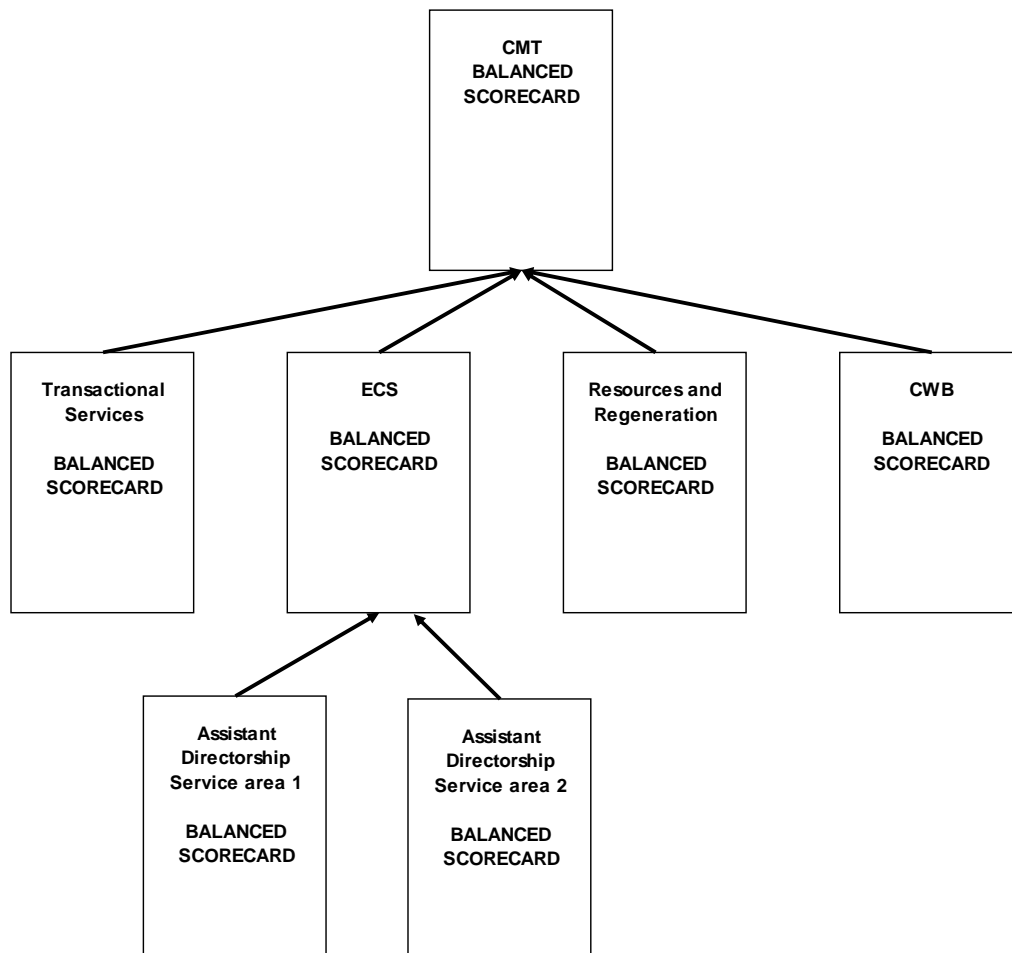 CMT
BALANCED
SCORECARD
Transactional
Services
BALANCED
SCORECARD
ECS
BALANCED
SCORECARD
Resources and
Regeneration
BALANCED
SCORECARD
CWB
BALANCED
SCORECARD
Assistant
Directorship
Service area 1
BALANCED
SCORECARD
Assistant
Directorship
Service area 2
BALANCED
SCORECARD